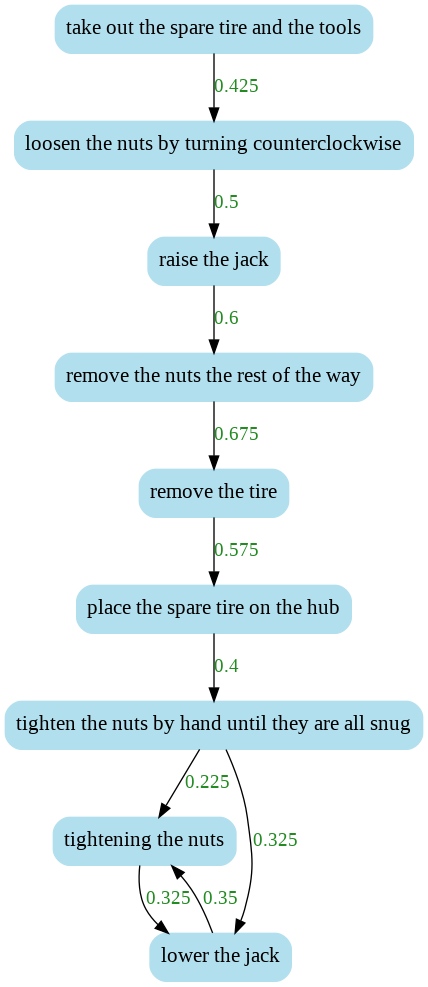 take out the spare tire and the tools
0.425
loosen the nuts by turning counterclockwise
0.5
raise the jack
0.6
remove the nuts the rest of the way
0.675
remove the tire
0.575
place the spare tire on the hub
0.4
tighten the nuts by hand until they are all snug
0.225
0.325
tightening the nuts
0.325
0.35
lower the jack